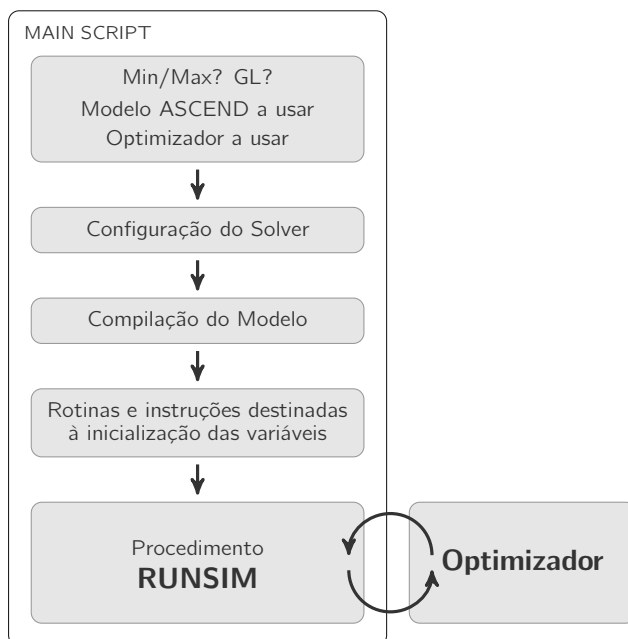 MAIN SCRIPT
Min/Max? GL?
Modelo ASCEND a usar
Optimizador a usar
Configuração do Solver
Compilação do Modelo
Rotinas e instruções destinadas
à inicialização das variáveis
Procedimento
RUNSIM
Optimizador